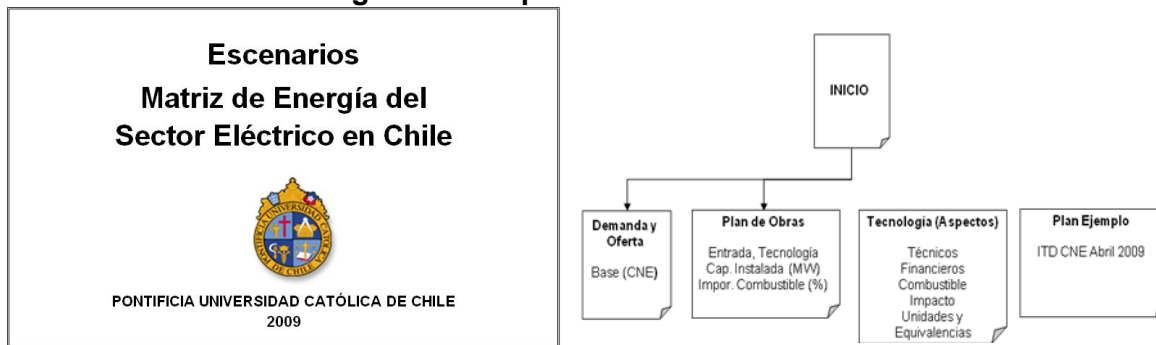 Escenarios
Matriz de Energía del
Sector Eléctrico en Chile
PONTIFICIA UNIVERSIDAD CATÓLICA DE CHILE
2009
INICIO
Demanda y
Oferta
Base (CNE)
Plan de Obras
Entrada, Tecnología
Cap. Instalada (MW)
Impor. Combustible (%)
Tecnología (Aspectos)
Técnicos
Financieros
Combustible
Impacto
Unidades y
Equivalencias
Plan Ejemplo
ITD CNE Abril 2009